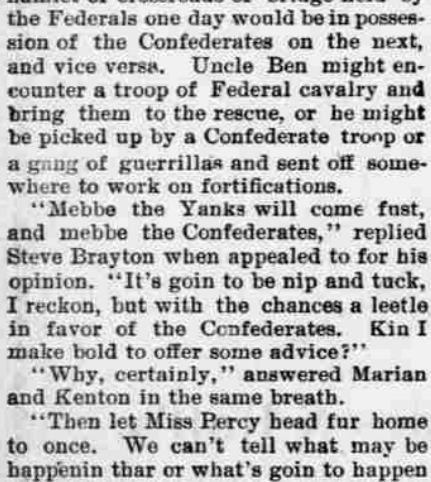 the Federals one day would be in posses-
sion of the Confederates on the next,
and vice versa. Uncle Ben might en-
counter a troop of Federal cavalry and
bring them to the rescue, or he might
be picked up by a Confederate troop or
a gang of guerrillas and sent off some-
where to work on fortifications.
"Mebbe the Yanks will come fust,
and mebbe the Confederates," replied
Steve Brayton when appealed to for his
opinion. "It's goin to be nip and tuck,
I reckon, but with the chances a leetle
in favor of the Confederates. Kin I
make bold to offer some advice?"
"Why, certainly," answered Marian
and Kenton in the same breath.
"Then let Miss Percy head fur home
to once. We can't tell what may be
happenin thar or what's goin to happen